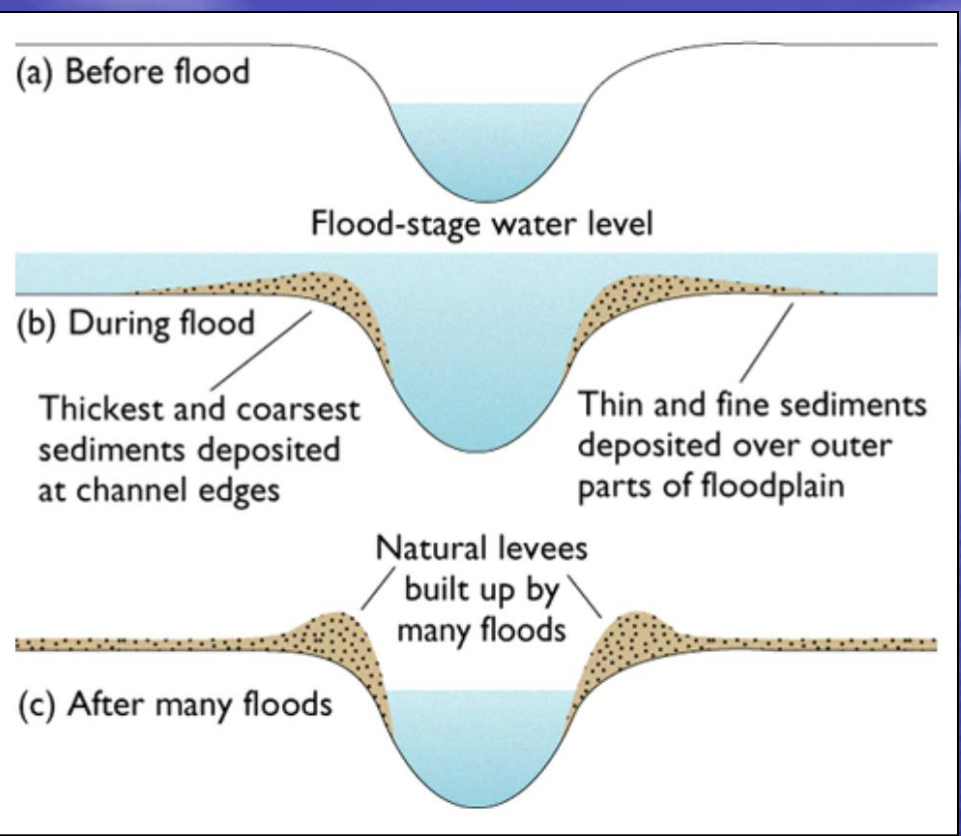 (a) Before flood
Flood-stage water level
(b) During flood
Thickest and coarsest
sediments deposited
at channel edges
Thin and fine sediments
deposited over outer
parts of floodplain
Natural levees
built up by
many floods
(c) After many floods